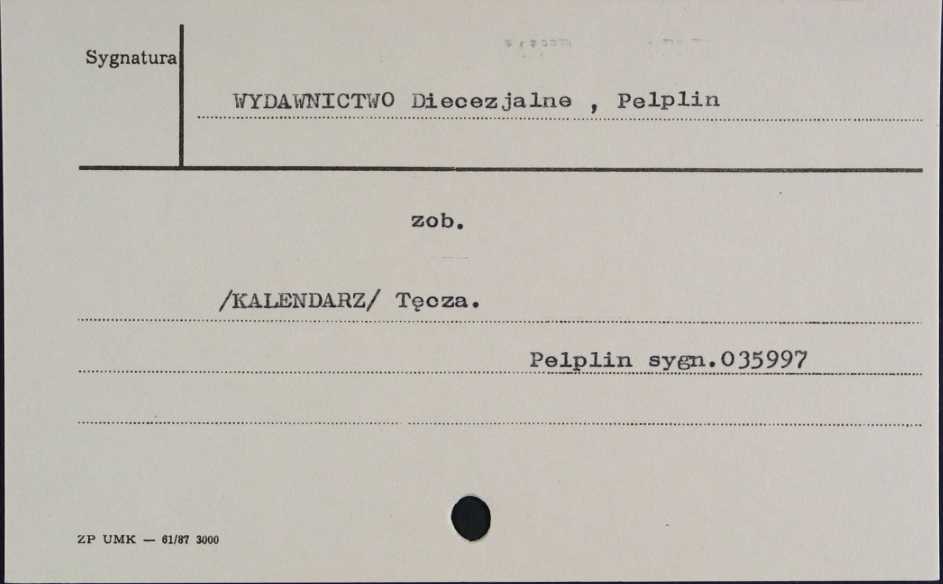 Sygnatura
WYDAWNICTWO Diecezjalne , Pelplin
zob.
/KALENDARZ/ Tęcza.
Pelplin sygn.035997
ZP UMK — 61/87 3000